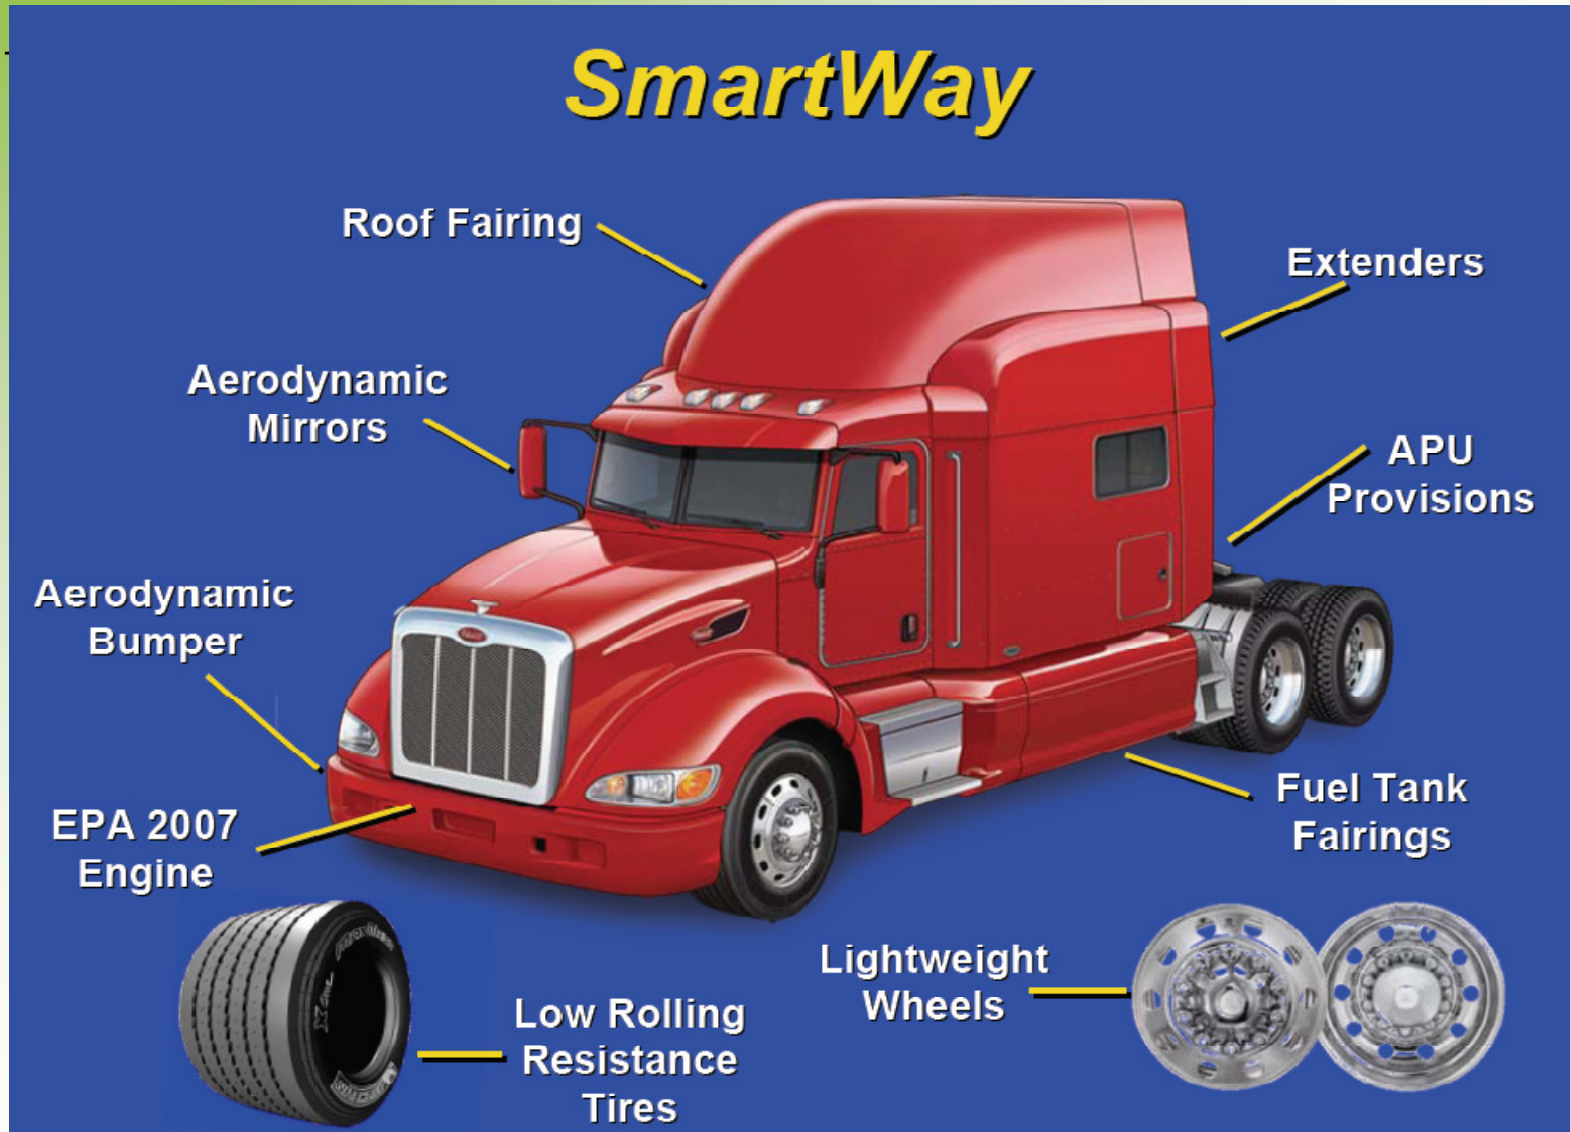 SmartWay
Roof Fairing
Extenders
Aerodynamic
Mirrors
APU
Provisions
Aerodynamic
Bumper
EPA 2007
Engine
Fuel Tank
Fairings
Lightweight
Wheels
Low Rolling
Resistance
Tires
X One